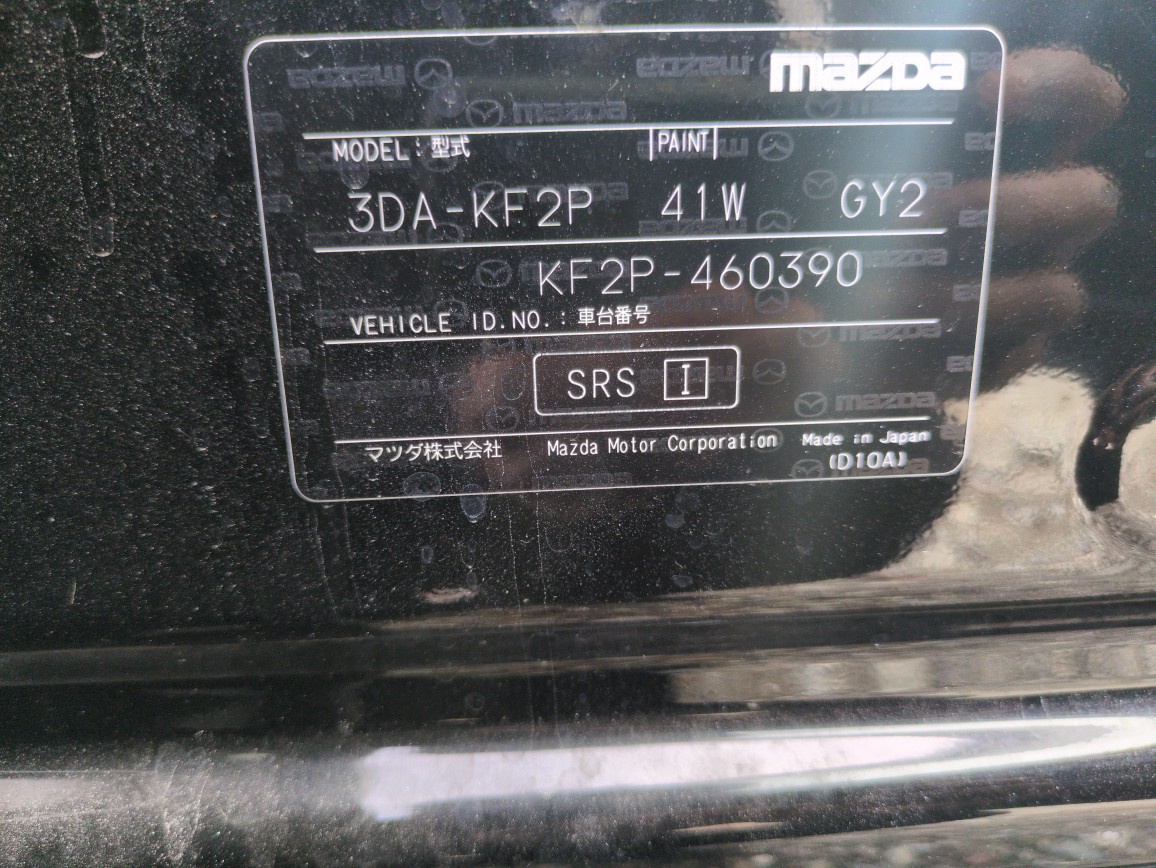 mazda
MODEL : 型式 PAINT
3DA-KF2P 41W GY2
KF2P-460390
VEHICLE ID.NO. : 車台番号
SRS I
マツダ株式会社 Mazda Motor Corporation Made in Japan
(D10A)